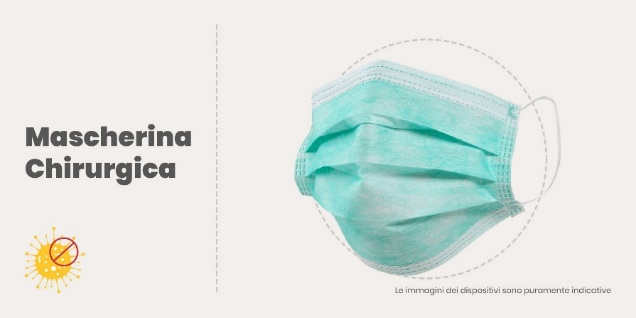 Mascherina
Chirurgica
Le immagini dei dispositivi sono puramente indicative